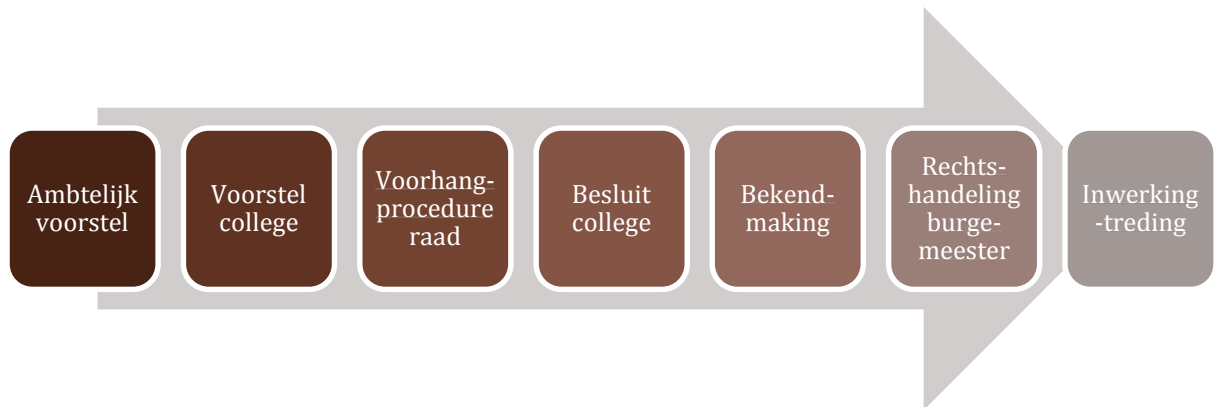 Ambtelijk
voorstel
Voorstel
college
Voorhang-
procedure
raad
Besluit
college
Bekend-
making
Rechts-
handeling
burge-
meester
Inwerking
-treding